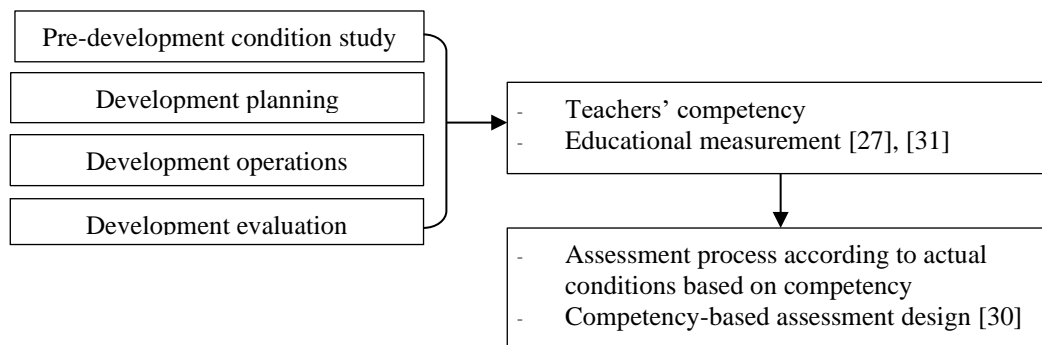 Pre-development condition study
Development planning
Development operations
Development evaluation
- Teachers’ competency
- Educational measurement [27], [31]
- Assessment process according to actual
conditions based on competency
- Competency-based assessment design [30]